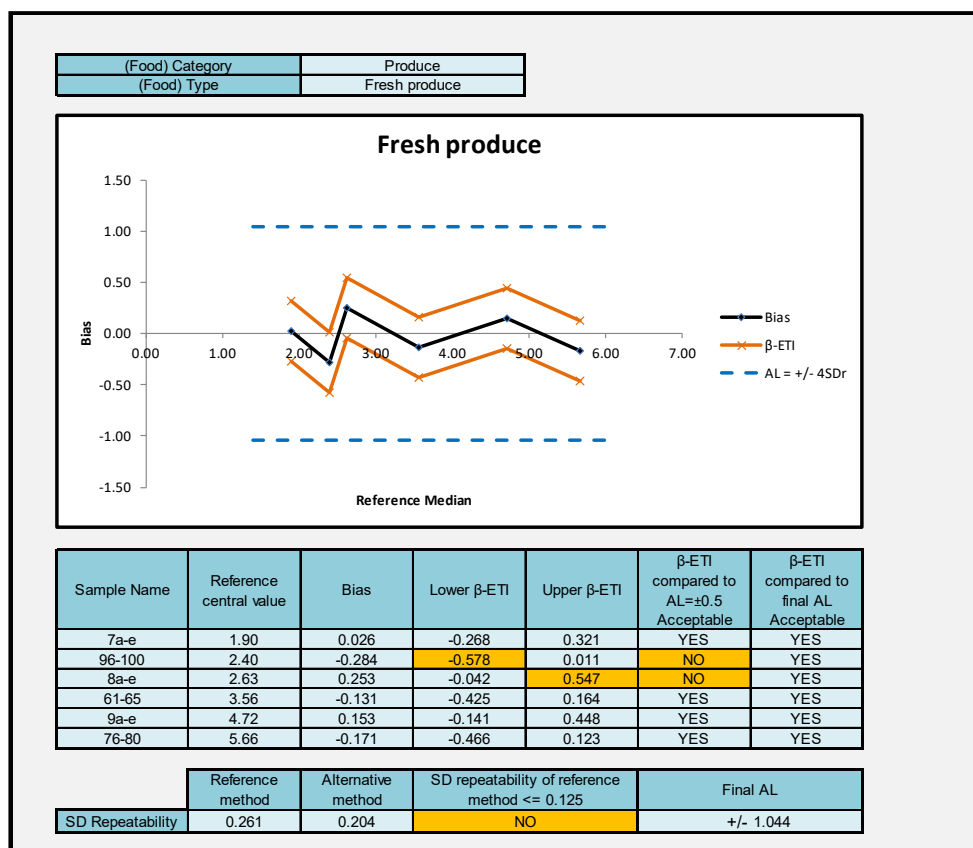 (Food) Category Produce
(Food) Type Fresh produce
Fresh produce
1.50
1.00
0.50
0.00
-0.50
-1.00
-1.50
0.00 1.00 2.00 3.00 4.00 5.00 6.00 7.00
Bias
Reference Median
Bias
β-ETI
AL = +/- 4SDr
Sample Name Reference central value Bias Lower β-ETI Upper β-ETI β-ETI compared to AL=±0.5 Acceptable β-ETI compared to final AL Acceptable
7a-e 1.90 0.026 -0.268 0.321 YES YES
96-100 2.40 -0.284 -0.578 0.011 NO YES
8a-e 2.63 0.253 -0.042 0.547 NO YES
61-65 3.56 -0.131 -0.425 0.164 YES YES
9a-e 4.72 0.153 -0.141 0.448 YES YES
76-80 5.66 -0.171 -0.466 0.123 YES YES
Reference method Alternative method SD repeatability of reference method <= 0.125 Final AL
SD Repeatability 0.261 0.204 NO +/- 1.044